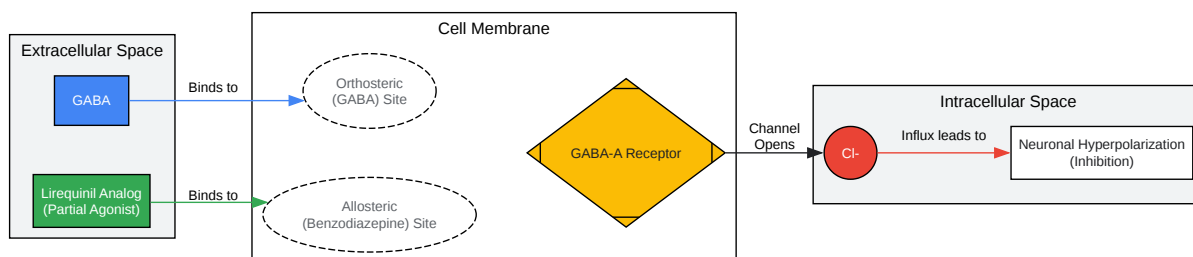 Cell Membrane
Extracellular Space
GABA
Binds to
Orthosteric
(GABA) Site
Lirequinil Analog
(Partial Agonist)
Binds to
Allosteric
(Benzodiazepine) Site
GABA-A Receptor
Channel
Opens
Intracellular Space
Cl-
Influx leads to
Neuronal Hyperpolarization
(Inhibition)